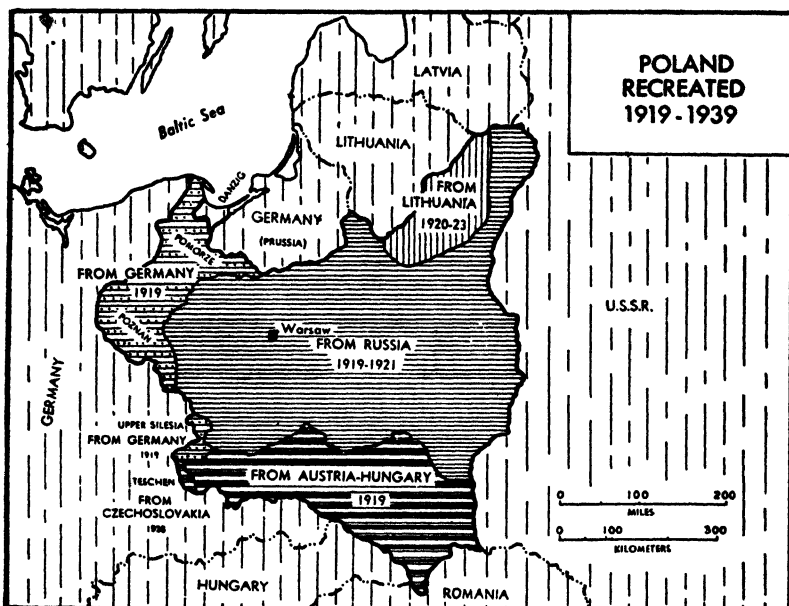 POLAND
RECREATED
1919-1939
LATVIA
Baltic Sea
LITHUANIA
DANZIG
FROM
LITHUANIA
1920-23
GERMANY
(PRUSSIA)
POMORZE
FROM GERMANY
1919
POZNAN
U.S.S.R.
Warsaw
FROM RUSSIA
1919-1921
GERMANY
UPPER SILESIA
FROM GERMANY
1919
FROM AUSTRIA-HUNGARY
1919
TESCHEN
FROM
CZECHOSLOVAKIA
1938
0 100 200
MILES
0 100 300
KILOMETERS
HUNGARY
ROMANIA